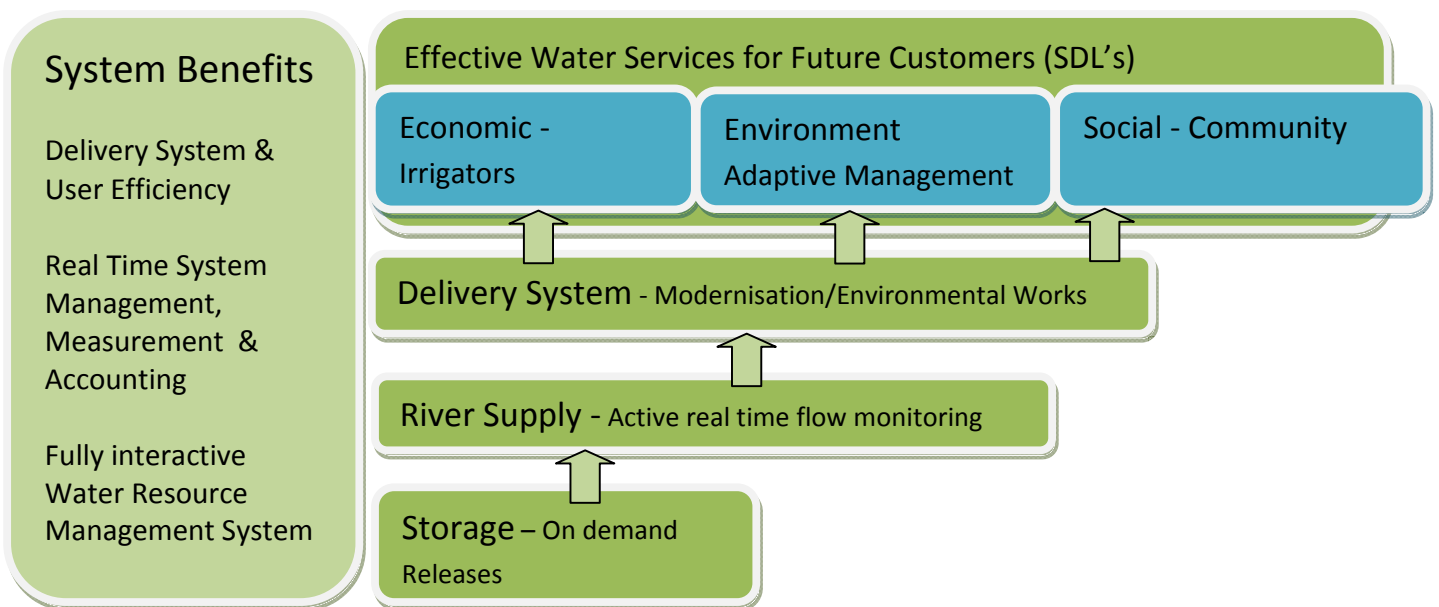 System Benefits
Delivery System &
User Efficiency
Real Time System
Management,
Measurement &
Accounting
Fully interactive
Water Resource
Management System
Effective Water Services for Future Customers (SDL’s)
Economic -
Irrigators
Environment
Adaptive Management
Social - Community
Delivery System - Modernisation/Environmental Works
River Supply - Active real time flow monitoring
Storage – On demand
Releases